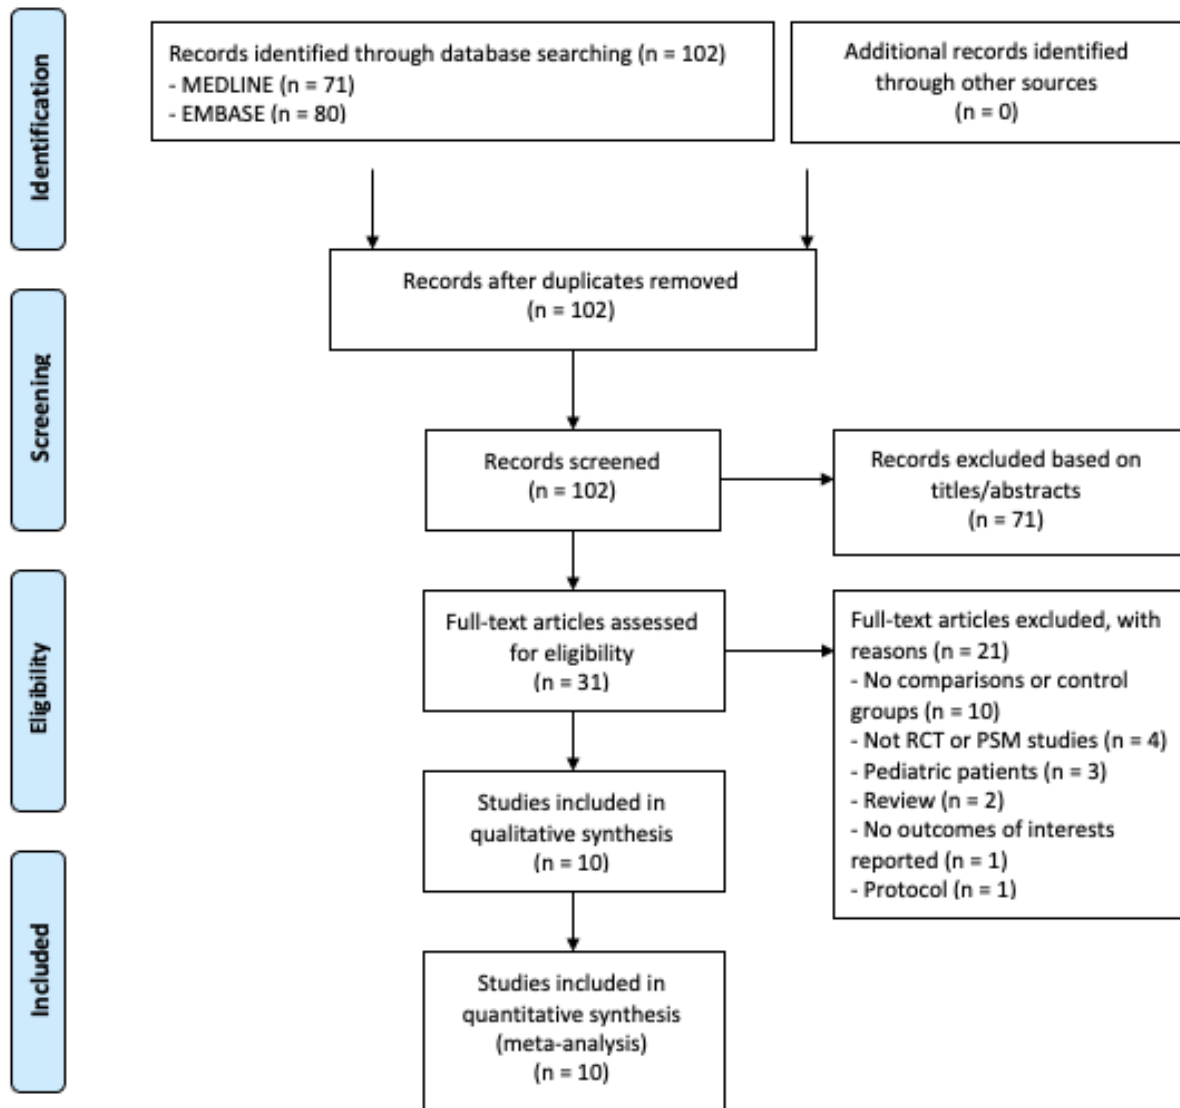 Identification
Records identified through database searching (n = 102)
- MEDLINE (n = 71)
- EMBASE (n = 80)
Additional records identified
through other sources
(n = 0)
Records after duplicates removed
(n = 102)
Screening
Records screened
(n = 102)
Records excluded based on
titles/abstracts
(n = 71)
Eligibility
Full-text articles assessed
for eligibility
(n = 31)
Full-text articles excluded, with
reasons (n = 21)
- No comparisons or control
groups (n = 10)
- Not RCT or PSM studies (n = 4)
- Pediatric patients (n = 3)
- Review (n = 2)
- No outcomes of interests
reported (n = 1)
- Protocol (n = 1)
Studies included in
qualitative synthesis
(n = 10)
Included
Studies included in
quantitative synthesis
(meta-analysis)
(n = 10)